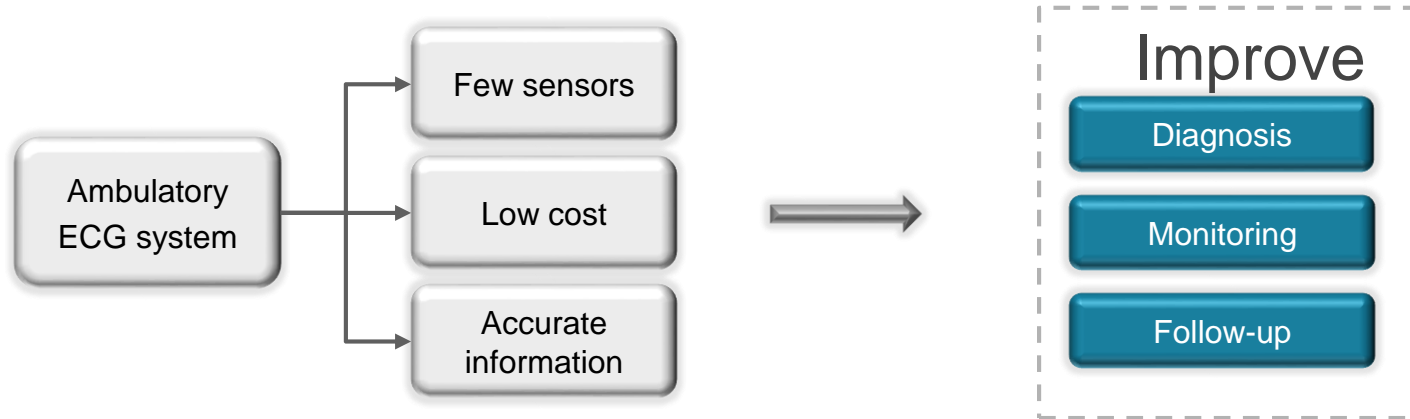 Ambulatory
ECG system
Few sensors
Low cost
Accurate
information
Improve
Diagnosis
Monitoring
Follow-up